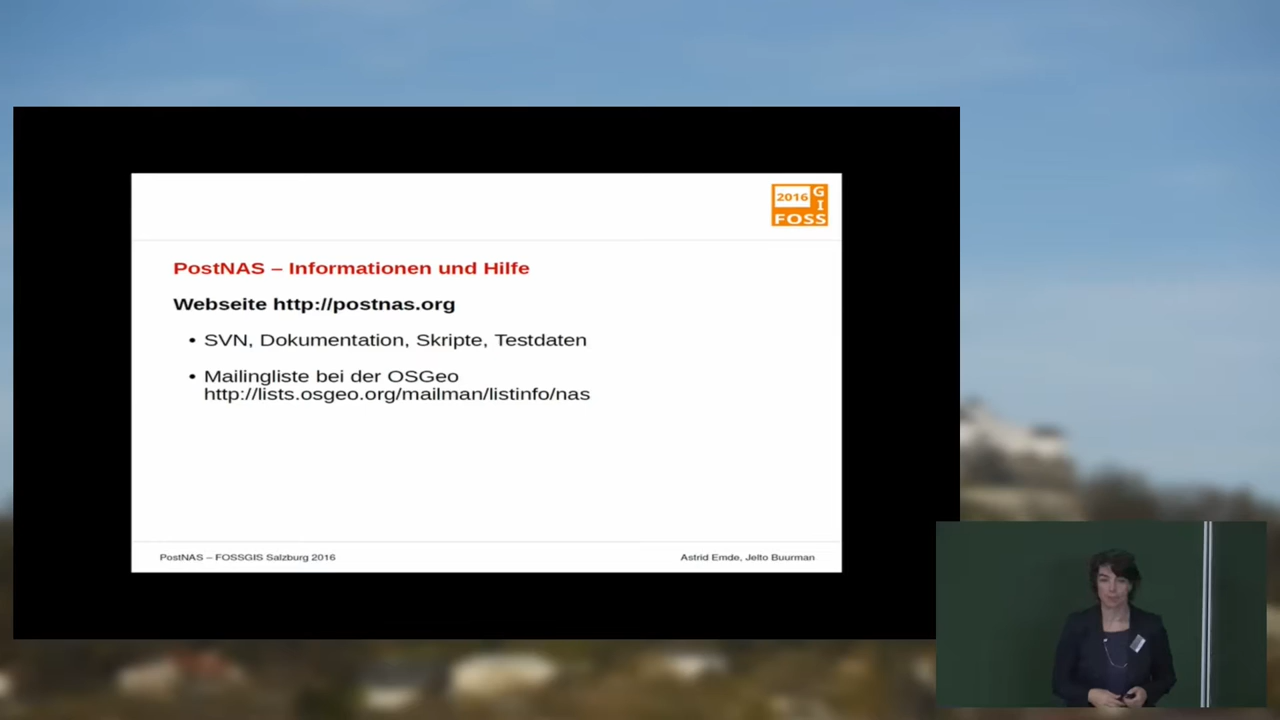 2016
G
I
FOSS
PostNAS – Informationen und Hilfe
Webseite http://postnas.org
• SVN, Dokumentation, Skripte, Testdaten
• Mailingliste bei der OSGeo
http://lists.osgeo.org/mailman/listinfo/nas
PostNAS – FOSSGIS Salzburg 2016
Astrid Emde, Jelto Buurman